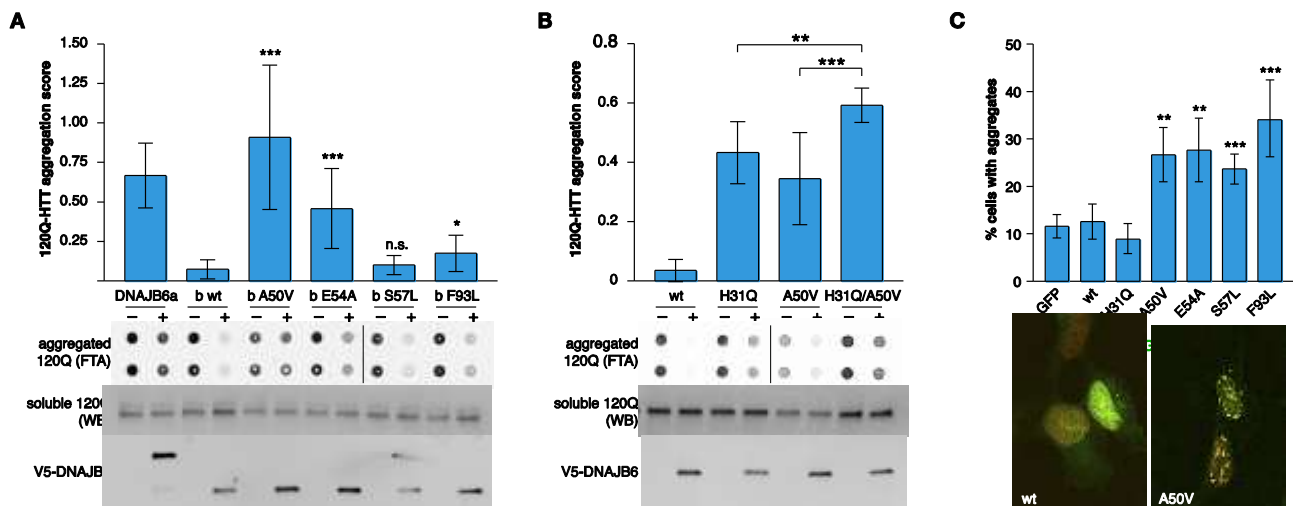 A
120Q-HTT aggregation score
1.50
1.25
1.00
0.75
0.50
0.25
***
***
n.s.
*
DNAJB6a
b wt
b A50V
b E54A
b S57L
b F93L
– + – + – + – + – + – +
aggregated
120Q (FTA)
soluble 120Q
(WB
V5-DNAJB
B
120Q-HTT aggregation score
0.8
0.6
0.4
0.2
0
**
***
wt
H31Q
A50V
H31Q/A50V
– + – + – + – +
aggregated
120Q (FTA)
soluble 120Q
(WB)
V5-DNAJB6
C
% cells with aggregates
50
40
30
20
10
0
**
**
***
***
GFP
wt
H31Q
A50V
E54A
S57L
F93L
wt
A50V